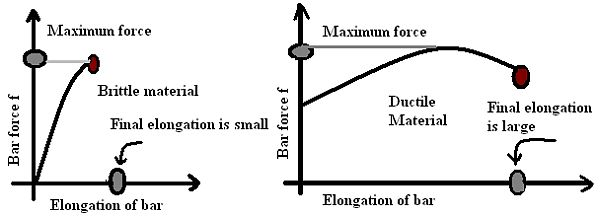 Maximum force
Brittle material
Final elongation is small
Bar force f
Elongation of bar
Maximum force
Ductile
Material
Final elongation
is large
Bar force f
Elongation of bar